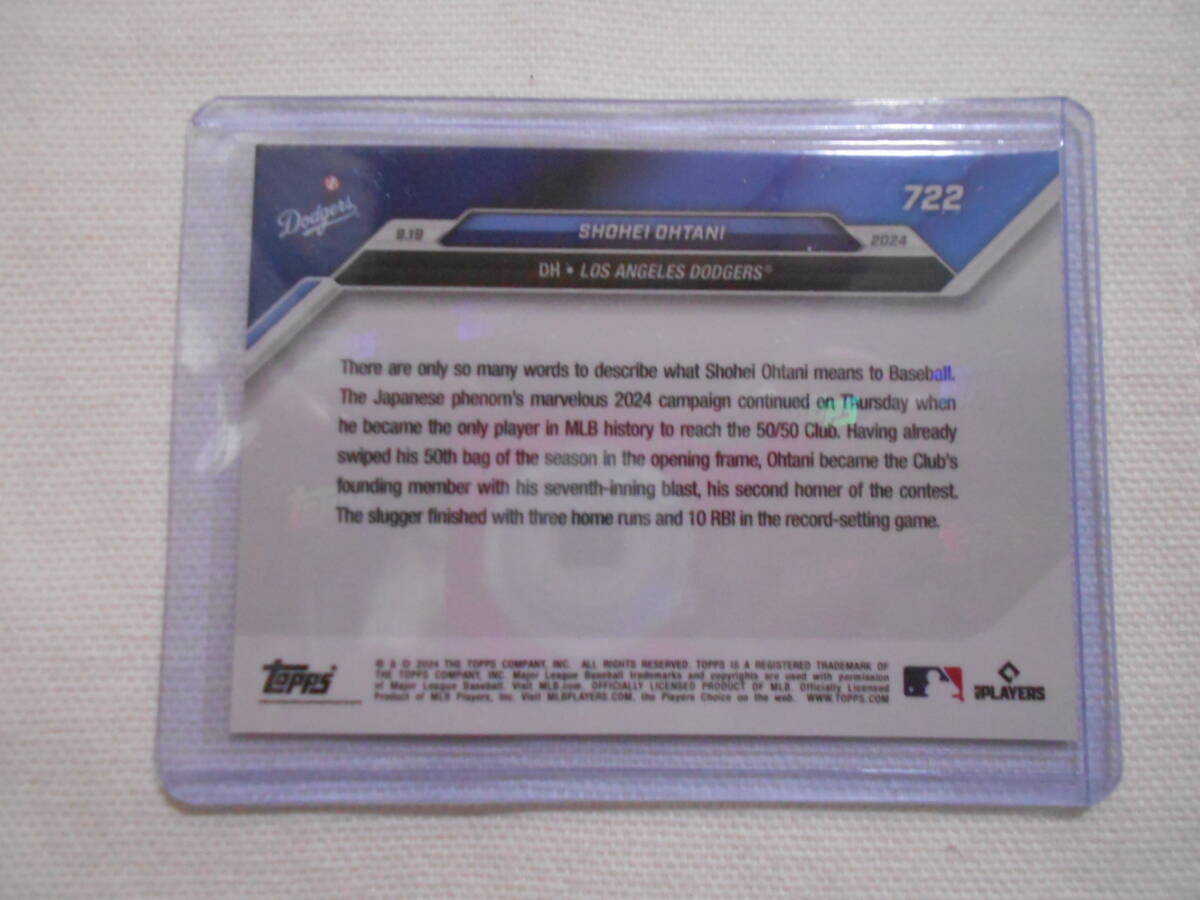 722
Dodgers
9.19
SHOHEI OHTANI
2024
DH • LOS ANGELES DODGERS®
There are only so many words to describe what Shohei Ohtani means to Baseball.
The Japanese phenom's marvelous 2024 campaign continued on Thursday when
he became the only player in MLB history to reach the 50/50 Club. Having already
swiped his 50th bag of the season in the opening frame, Ohtani became the Club's
founding member with his seventh-inning blast, his second homer of the contest.
The slugger finished with three home runs and 10 RBI in the record-setting game.
Topps
® & © 2024 THE TOPPS COMPANY, INC. ALL RIGHTS RESERVED. TOPPS IS A REGISTERED TRADEMARK OF
THE TOPPS COMPANY, INC. Major League Baseball trademarks and copyrights are used with permission
of Major League Baseball. Visit MLB.com. OFFICIALLY LICENSED PRODUCT OF MLB. Officially Licensed
Product of MLB Players, Inc. Visit MLBPLAYERS.COM, the Players Choice on the web. WWW.TOPPS.COM
PLAYERS